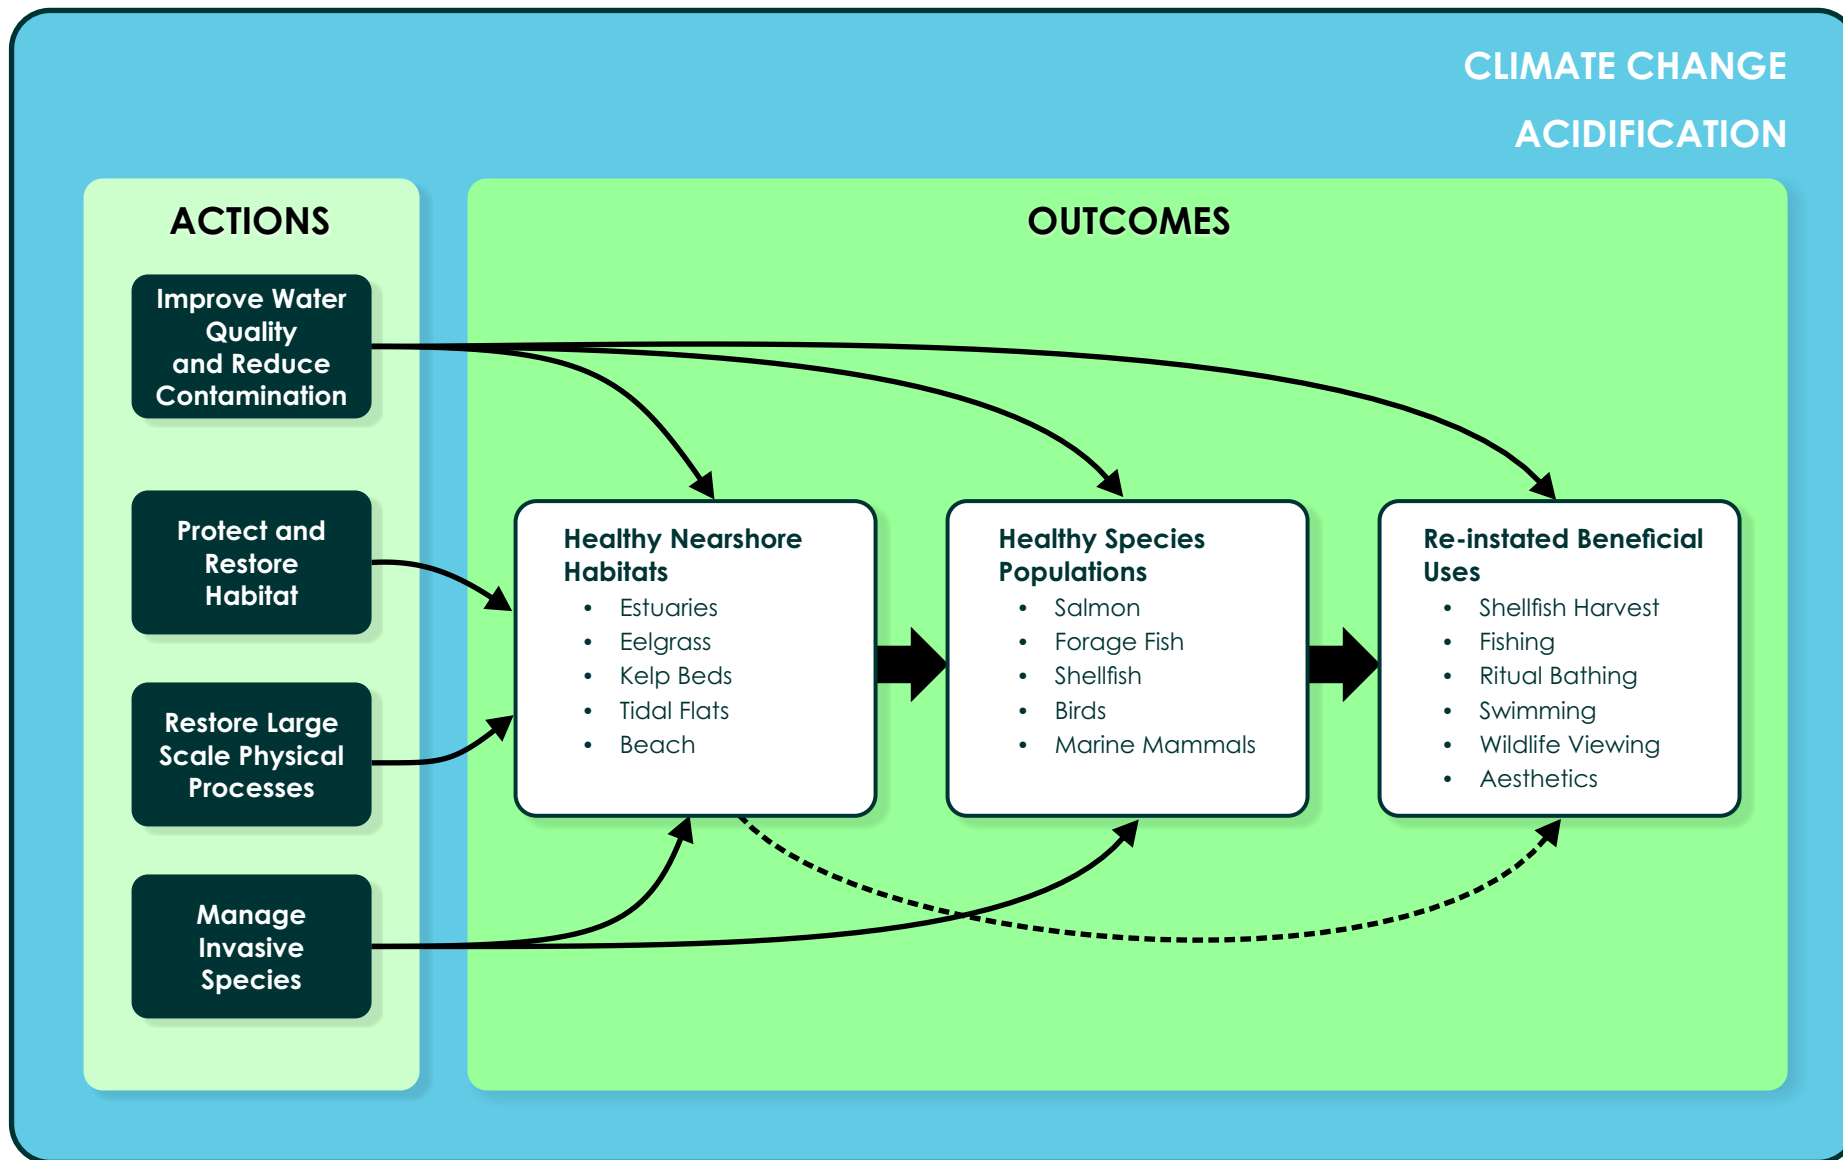 CLIMATE CHANGE
ACIDIFICATION
ACTIONS
Improve Water
Quality
and Reduce
Contamination
Protect and
Restore
Habitat
Restore Large
Scale Physical
Processes
Manage
Invasive
Species
OUTCOMES
Healthy Nearshore
Habitats
• Estuaries
• Eelgrass
• Kelp Beds
• Tidal Flats
• Beach
Healthy Species
Populations
• Salmon
• Forage Fish
• Shellfish
• Birds
• Marine Mammals
Re-instated Beneficial
Uses
• Shellfish Harvest
• Fishing
• Ritual Bathing
• Swimming
• Wildlife Viewing
• Aesthetics